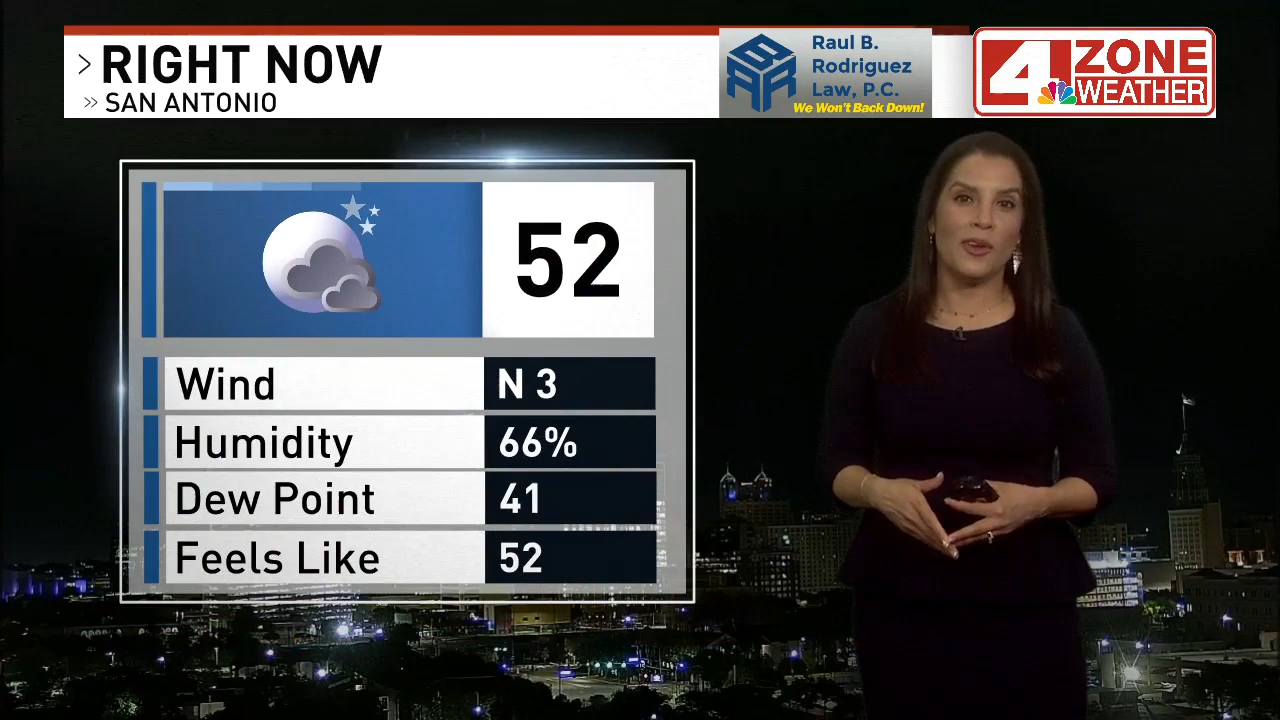 > RIGHT NOW
>> SAN ANTONIO
SARR
Raul B.
Rodriguez
Law, P.C.
We Won't Back Down!
4 ZONE
WEATHER
52
Wind N 3
Humidity 66%
Dew Point 41
Feels Like 52